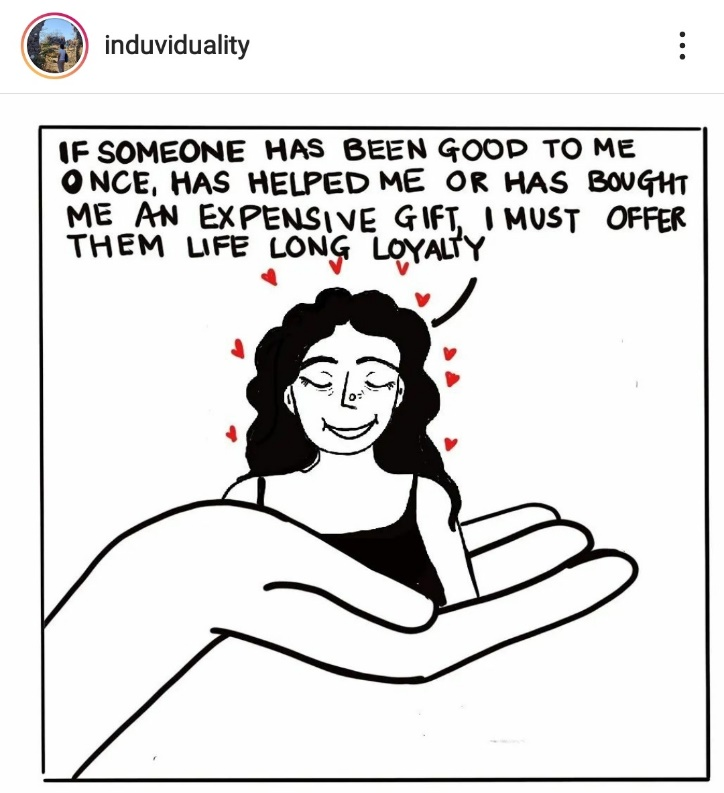 induviduality
IF SOMEONE HAS BEEN GOOD TO ME
ONCE, HAS HELPED ME OR HAS BOUGHT
ME AN EXPENSIVE GIFT, I MUST OFFER
THEM LIFE LONG LOYALTY